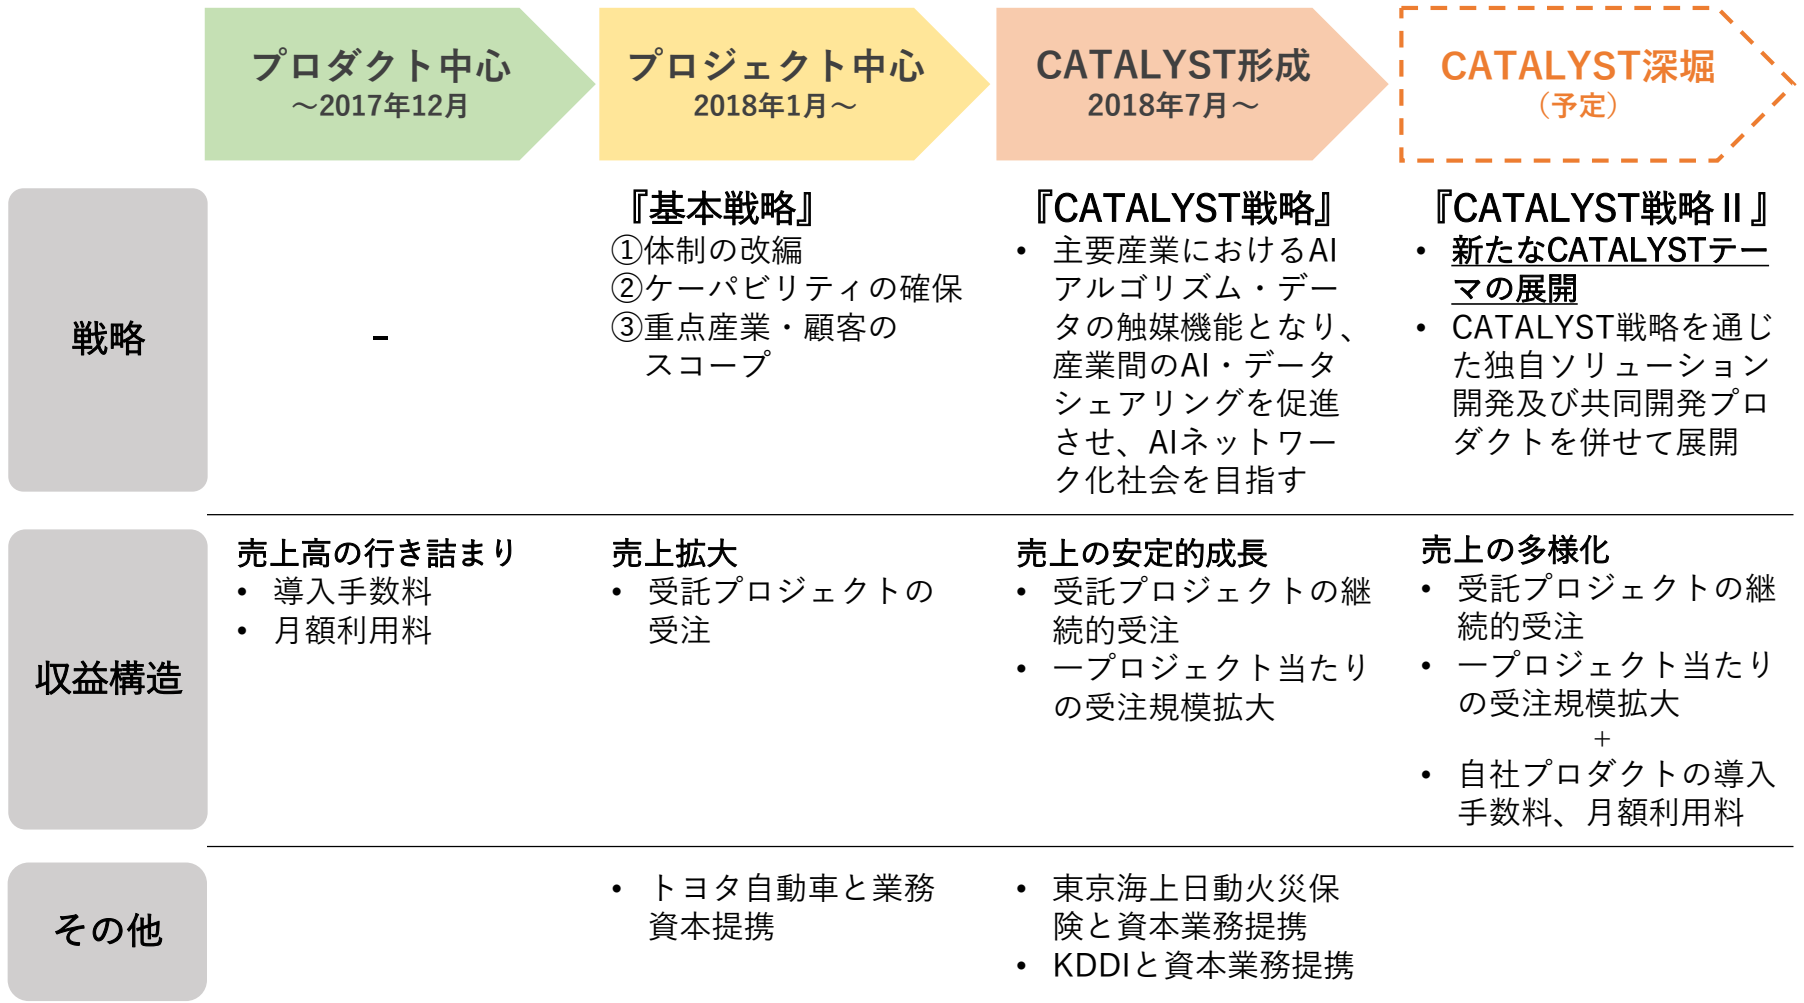 プロダクト中心
～2017年12月
プロジェクト中心
2018年1月～
CATALYST形成
2018年7月～
CATALYST深堀
（予定）
戦略
-
『基本戦略』
①体制の改編
②ケーパビリティの確保
③重点産業・顧客の
スコープ
『CATALYST戦略』
• 主要産業におけるAI
アルゴリズム・デー
タの触媒機能となり、
産業間のAI・データ
シェアリングを促進
させ、AIネットワー
ク化社会を目指す
『CATALYST戦略Ⅱ』
• 新たなCATALYSTテー
マの展開
• CATALYST戦略を通じ
た独自ソリューション
開発及び共同開発プロ
ダクトを併せて展開
収益構造
売上高の行き詰まり
• 導入手数料
• 月額利用料
売上拡大
• 受託プロジェクトの
受注
売上の安定的成長
• 受託プロジェクトの継
続的受注
• 一プロジェクト当たり
の受注規模拡大
売上の多様化
• 受託プロジェクトの継
続的受注
• 一プロジェクト当たり
の受注規模拡大
+
• 自社プロダクトの導入
手数料、月額利用料
その他
• トヨタ自動車と業務
資本提携
• 東京海上日動火災保
険と資本業務提携
• KDDIと資本業務提携